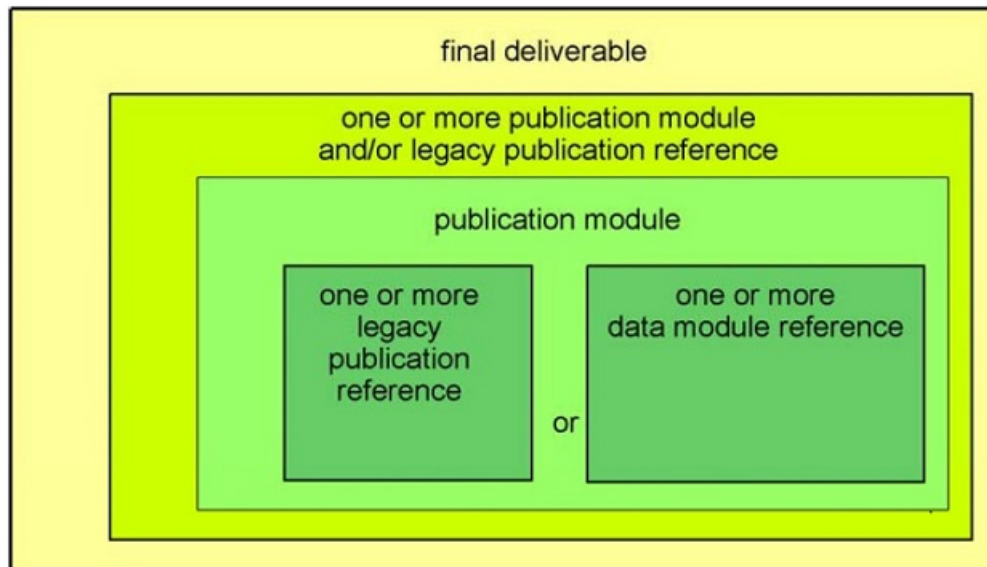 final deliverable
one or more publication module
and/or legacy publication reference
publication module
one or more
legacy
publication
reference
or
one or more
data module reference